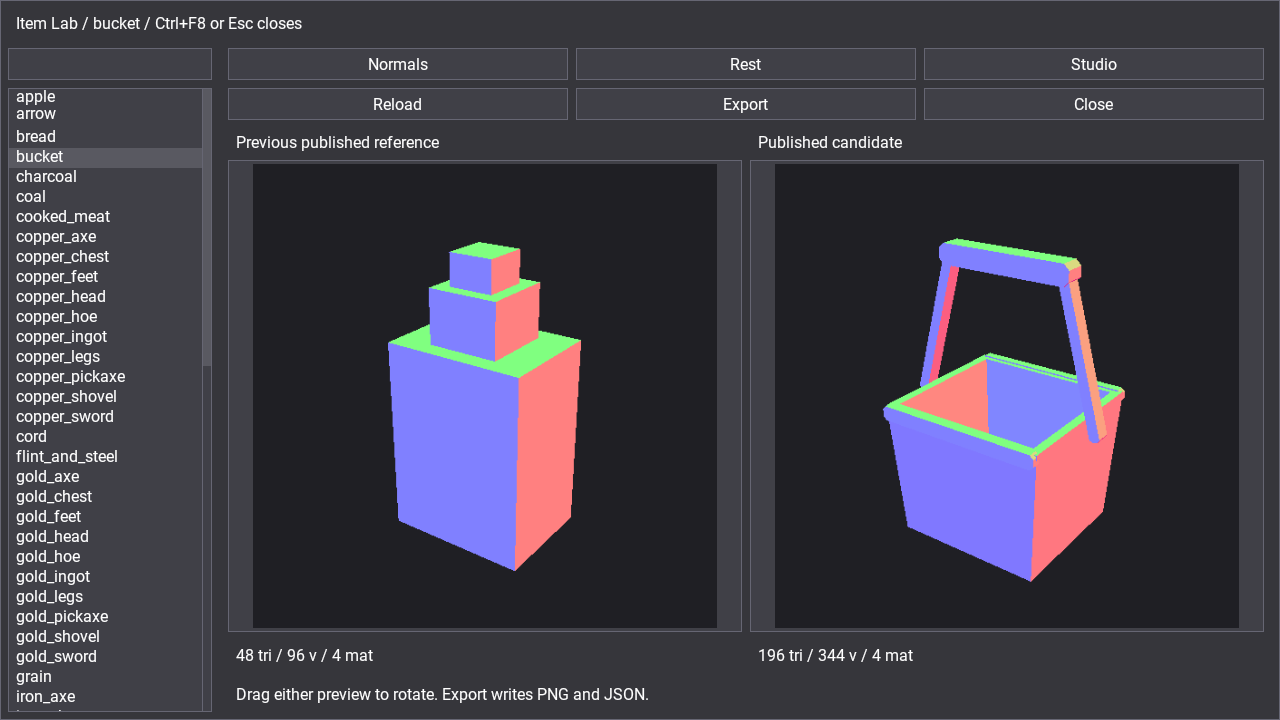 Item Lab / bucket / Ctrl+F8 or Esc closes
Normals
Rest
Studio
Reload
Export
Close
apple
arrow
bread
bucket
charcoal
coal
cooked_meat
copper_axe
copper_chest
copper_feet
copper_head
copper_hoe
copper_ingot
copper_legs
copper_pickaxe
copper_shovel
copper_sword
cord
flint_and_steel
gold_axe
gold_chest
gold_feet
gold_head
gold_hoe
gold_ingot
gold_legs
gold_pickaxe
gold_shovel
gold_sword
grain
iron_axe
Previous published reference
Published candidate
48 tri / 96 v / 4 mat
196 tri / 344 v / 4 mat
Drag either preview to rotate. Export writes PNG and JSON.